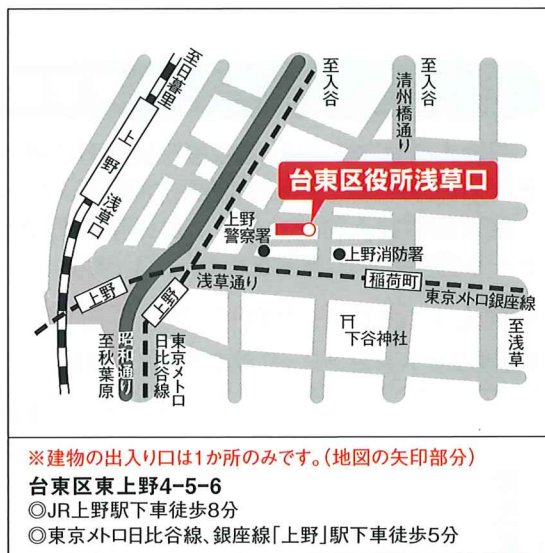 至日暮里
上野
浅草口
至入谷
清州橋通り
至入谷
台東区役所浅草口
上野
警察署
上野消防署
上野
上野
浅草通り
稲荷町
東京メトロ銀座線
下谷神社
至浅草
昭和通り
至秋葉原
東京メトロ
日比谷線
※建物の出入り口は1か所のみです。(地図の矢印部分)
台東区東上野4-5-6
◎JR上野駅下車徒歩8分
◎東京メトロ日比谷線、銀座線「上野」駅下車徒歩5分